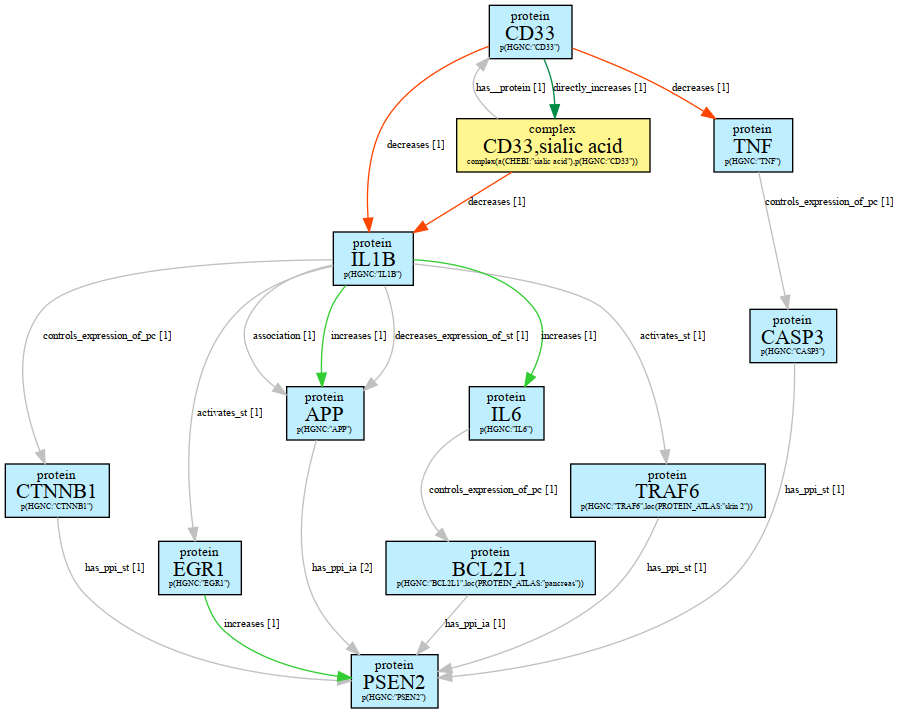 protein
CD33
p(HGNC:"CD33")
has__protein [1]
directly_increases [1]
decreases [1]
complex
CD33,sialic acid
complex(a(CHEBI:"sialic acid"),p(HGNC:"CD33"))
protein
TNF
p(HGNC:"TNF")
decreases [1]
decreases [1]
controls_expression_of_pc [1]
protein
IL1B
p(HGNC:"IL1B")
protein
CASP3
p(HGNC:"CASP3")
controls_expression_of_pc [1]
association [1]
increases [1]
decreases_expression_of_st [1]
increases [1]
activates_st [1]
activates_st [1]
protein
APP
p(HGNC:"APP")
protein
IL6
p(HGNC:"IL6")
protein
CTNNB1
p(HGNC:"CTNNB1")
controls_expression_of_pc [1]
protein
TRAF6
p(HGNC:"TRAF6",loc(PROTEIN_ATLAS:"skin 2"))
has_ppi_st [1]
protein
EGR1
p(HGNC:"EGR1")
protein
BCL2L1
p(HGNC:"BCL2L1",loc(PROTEIN_ATLAS:"pancreas"))
has_ppi_st [1]
has_ppi_ia [2]
has_ppi_st [1]
increases [1]
has_ppi_ia [1]
protein
PSEN2
p(HGNC:"PSEN2")